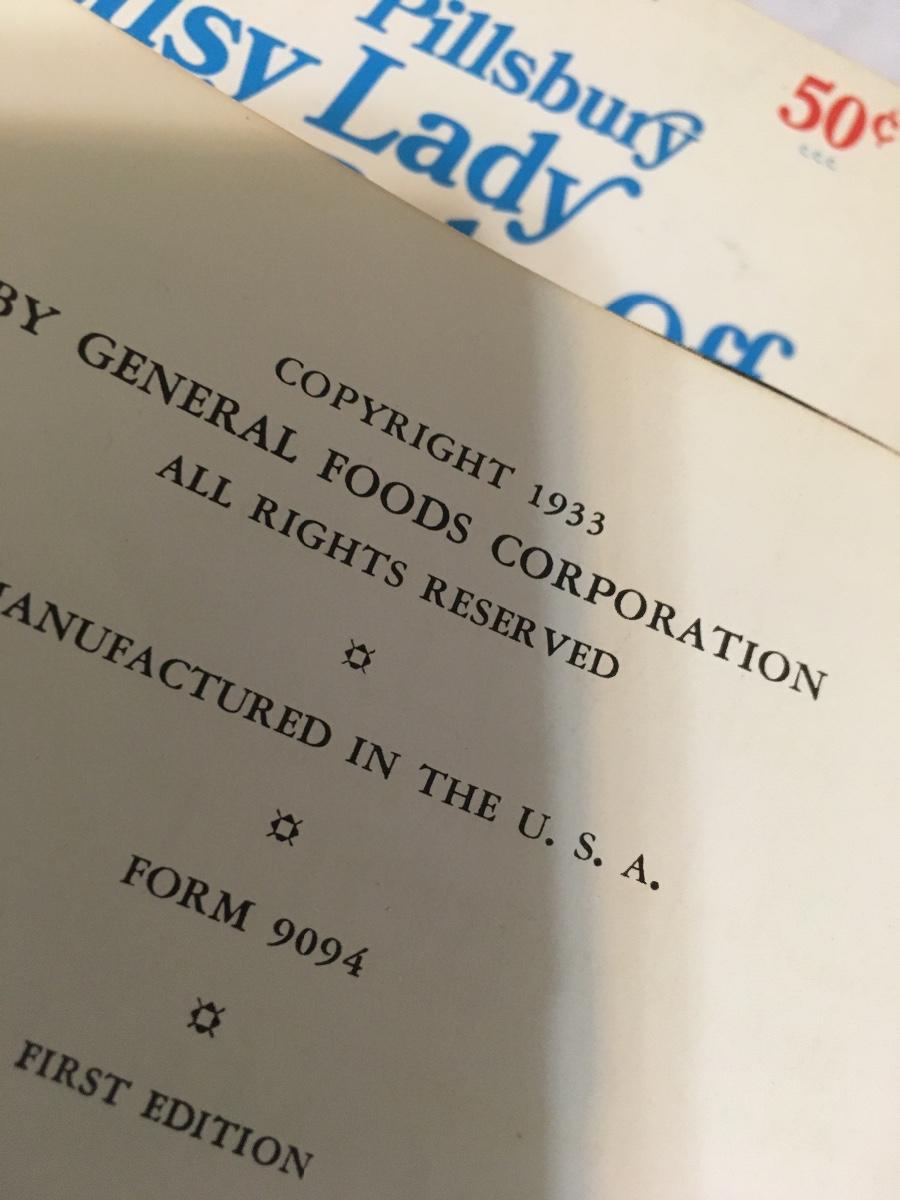 Pillsbury
50¢
Lady
Off
COPYRIGHT 1933
BY GENERAL FOODS CORPORATION
ALL RIGHTS RESERVED
MANUFACTURED IN THE U. S. A.
FORM 9094
FIRST EDITION